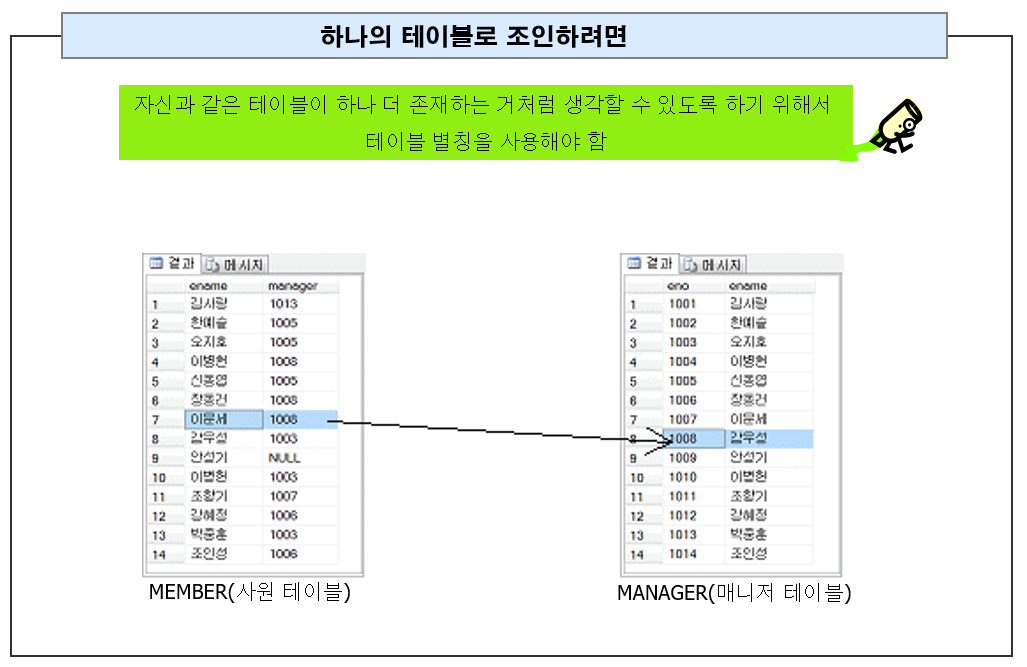 하나의 테이블로 조인하려면
자신과 같은 테이블이 하나 더 존재하는 거처럼 생각할 수 있도록 하기 위해서
테이블 별칭을 사용해야 함
결과 메시지
ename manager
1 김사랑 1013
2 한예슬 1005
3 오지호 1005
4 이병헌 1008
5 신동엽 1005
6 장동건 1008
7 이문세 1008
8 감우성 1003
9 안성기 NULL
10 이병헌 1003
11 조향기 1007
12 강혜정 1006
13 박중훈 1003
14 조인성 1006
MEMBER(사원 테이블)
결과 메시지
eno ename
1 1001 김사랑
2 1002 한예슬
3 1003 오지호
4 1004 이병헌
5 1005 신동엽
6 1006 장동건
7 1007 이문세
8 1008 감우성
9 1009 안성기
10 1010 이병헌
11 1011 조향기
12 1012 강혜정
13 1013 박중훈
14 1014 조인성
MANAGER(매니저 테이블)